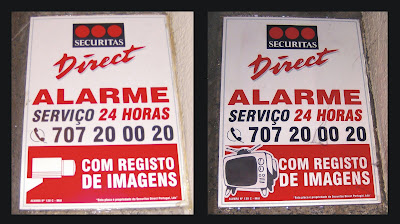 SECURITAS
Direct
ALARME
SERVIÇO 24 HORAS
707 20 00 20
COM REGISTO
DE IMAGENS
SECURITAS
Direct
ALARME
SERVIÇO 24 HORAS
707 20 00 20
COM REGISTO
DE IMAGENS